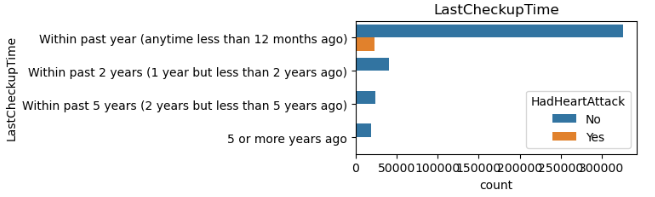 LastCheckupTime
LastCheckupTime
Within past year (anytime less than 12 months ago)
Within past 2 years (1 year but less than 2 years ago)
Within past 5 years (2 years but less than 5 years ago)
5 or more years ago
HadHeartAttack
No
Yes
0 50000 100000 150000 200000 250000 300000
count